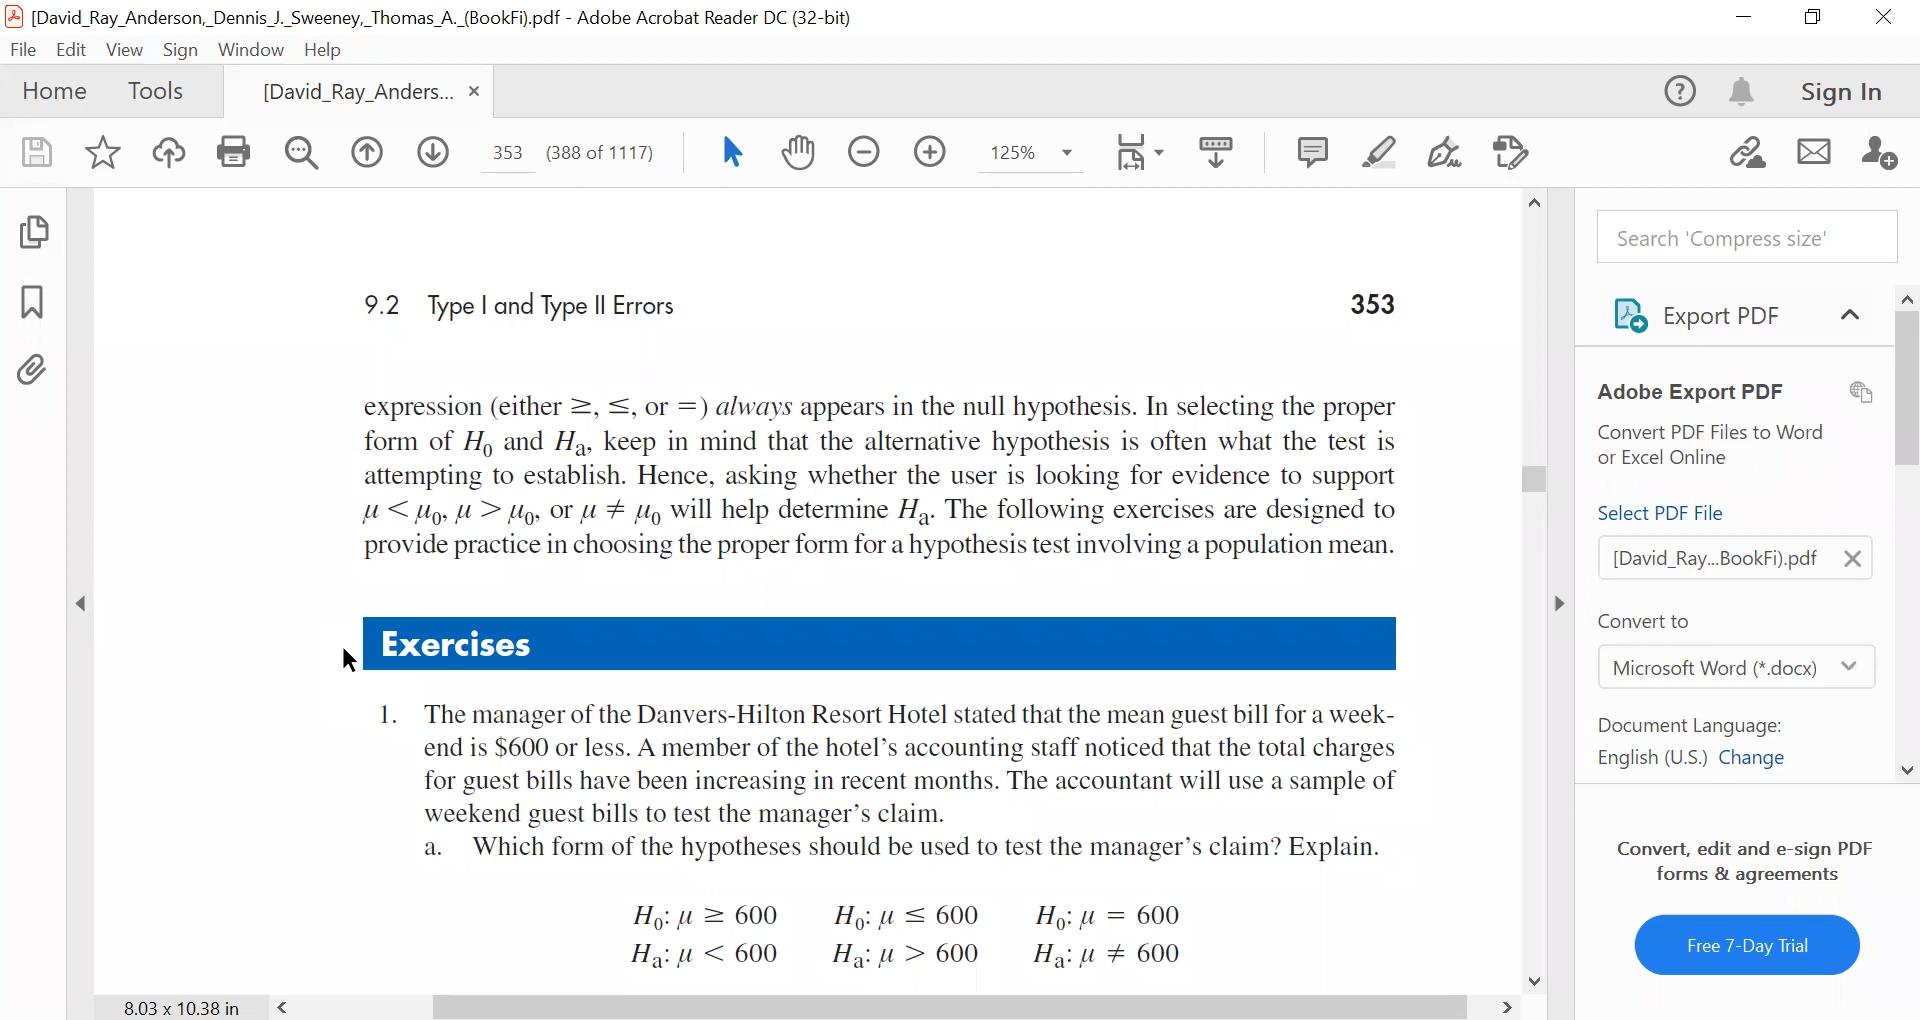 [David_Ray_Anderson,_Dennis_J._Sweeney,_Thomas_A._(BookFi).pdf - Adobe Acrobat Reader DC (32-bit)
File Edit View Sign Window Help
Home Tools [David_Ray_Anders... × ? Sign In
353 (388 of 1117) 125%
Search 'Compress size'
9.2 Type I and Type II Errors 353
expression (either ≥, ≤, or =) always appears in the null hypothesis. In selecting the proper
form of H₀ and Hₐ, keep in mind that the alternative hypothesis is often what the test is
attempting to establish. Hence, asking whether the user is looking for evidence to support
μ < μ₀, μ > μ₀, or μ ≠ μ₀ will help determine Hₐ. The following exercises are designed to
provide practice in choosing the proper form for a hypothesis test involving a population mean.
Exercises
1. The manager of the Danvers-Hilton Resort Hotel stated that the mean guest bill for a week-
end is $600 or less. A member of the hotel's accounting staff noticed that the total charges
for guest bills have been increasing in recent months. The accountant will use a sample of
weekend guest bills to test the manager's claim.
a. Which form of the hypotheses should be used to test the manager's claim? Explain.
H₀: μ ≥ 600 H₀: μ ≤ 600 H₀: μ = 600
Hₐ: μ < 600 Hₐ: μ > 600 Hₐ: μ ≠ 600
8.03 x 10.38 in
Export PDF
Adobe Export PDF
Convert PDF Files to Word
or Excel Online
Select PDF File
[David_Ray...BookFi).pdf
Convert to
Microsoft Word (*.docx)
Document Language:
English (U.S.) Change
Convert, edit and e-sign PDF
forms & agreements
Free 7-Day Trial